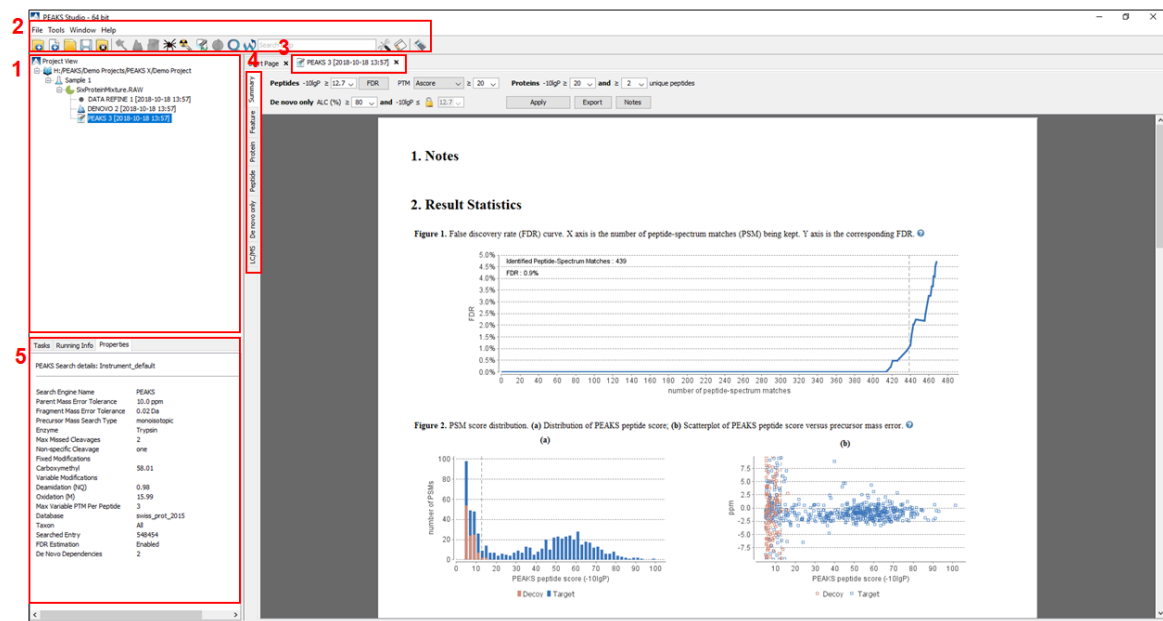 PEAKS Studio - 64 bit
2
File Tools Window Help
3
1
Project View
H:/PEAKS/Demo Projects/PEAKS X/Demo Project
Sample 1
SixProteinMixture.RAW
DATA REFINE 1 [2018-10-18 13:57]
DENOVO 2 [2018-10-18 13:57]
PEAKS 3 [2018-10-18 13:57]
4
Page
PEAKS 3 [2018-10-18 13:57]
Peptides -10lgP ≥ 12.7 FDR PTM Ascore ≥ 20 Proteins -10lgP ≥ 20 and ≥ 2 unique peptides
De novo only ALC (%) ≥ 80 and -10lgP ≤ 12.7 Apply Export Notes
Summary
Feature
Protein
Peptide
De novo only
LC/MS
1. Notes
2. Result Statistics
Figure 1. False discovery rate (FDR) curve. X axis is the number of peptide-spectrum matches (PSM) being kept. Y axis is the corresponding FDR.
Identified Peptide-Spectrum Matches : 439
FDR : 0.9%
FDR
5.0%
4.5%
4.0%
3.5%
3.0%
2.5%
2.0%
1.5%
1.0%
0.5%
0.0%
0 20 40 60 80 100 120 140 160 180 200 220 240 260 280 300 320 340 360 380 400 420 440 460 480
number of peptide-spectrum matches
Figure 2. PSM score distribution. (a) Distribution of PEAKS peptide score; (b) Scatterplot of PEAKS peptide score versus precursor mass error.
(a)
number of PSMs
100
80
60
40
20
0
0 10 20 30 40 50 60 70 80 90 100
PEAKS peptide score (-10lgP)
Decoy Target
(b)
ppm
7.5
5.0
2.5
0.0
-2.5
-5.0
-7.5
10 20 30 40 50 60 70 80 90 100
PEAKS peptide score (-10lgP)
Decoy Target
5
Tasks Running Info Properties
PEAKS Search details: Instrument_default
Search Engine Name PEAKS
Parent Mass Error Tolerance 10.0 ppm
Fragment Mass Error Tolerance 0.02 Da
Precursor Mass Search Type monoisotopic
Enzyme Trypsin
Max Missed Cleavages 2
Non-specific Cleavage one
Fixed Modifications
Carboxymethyl 58.01
Variable Modifications
Deamidation (NQ) 0.98
Oxidation (M) 15.99
Max Variable PTM Per Peptide 3
Database swiss_prot_2015
Taxon All
Searched Entry 548454
FDR Estimation Enabled
De Novo Dependencies 2